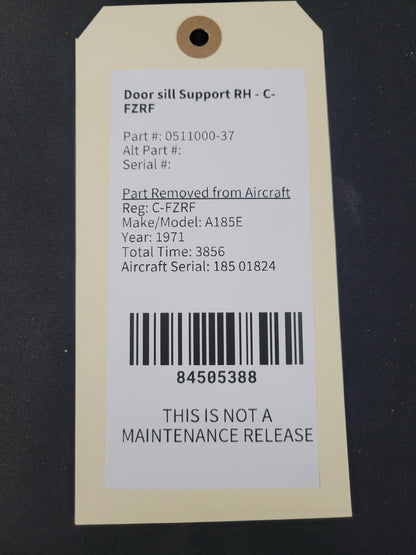 Door sill Support RH - C-
FZRF
Part #: 0511000-37
Alt Part #:
Serial #:
Part Removed from Aircraft
Reg: C-FZRF
Make/Model: A185E
Year: 1971
Total Time: 3856
Aircraft Serial: 185 01824
84505388
THIS IS NOT A
MAINTENANCE RELEASE